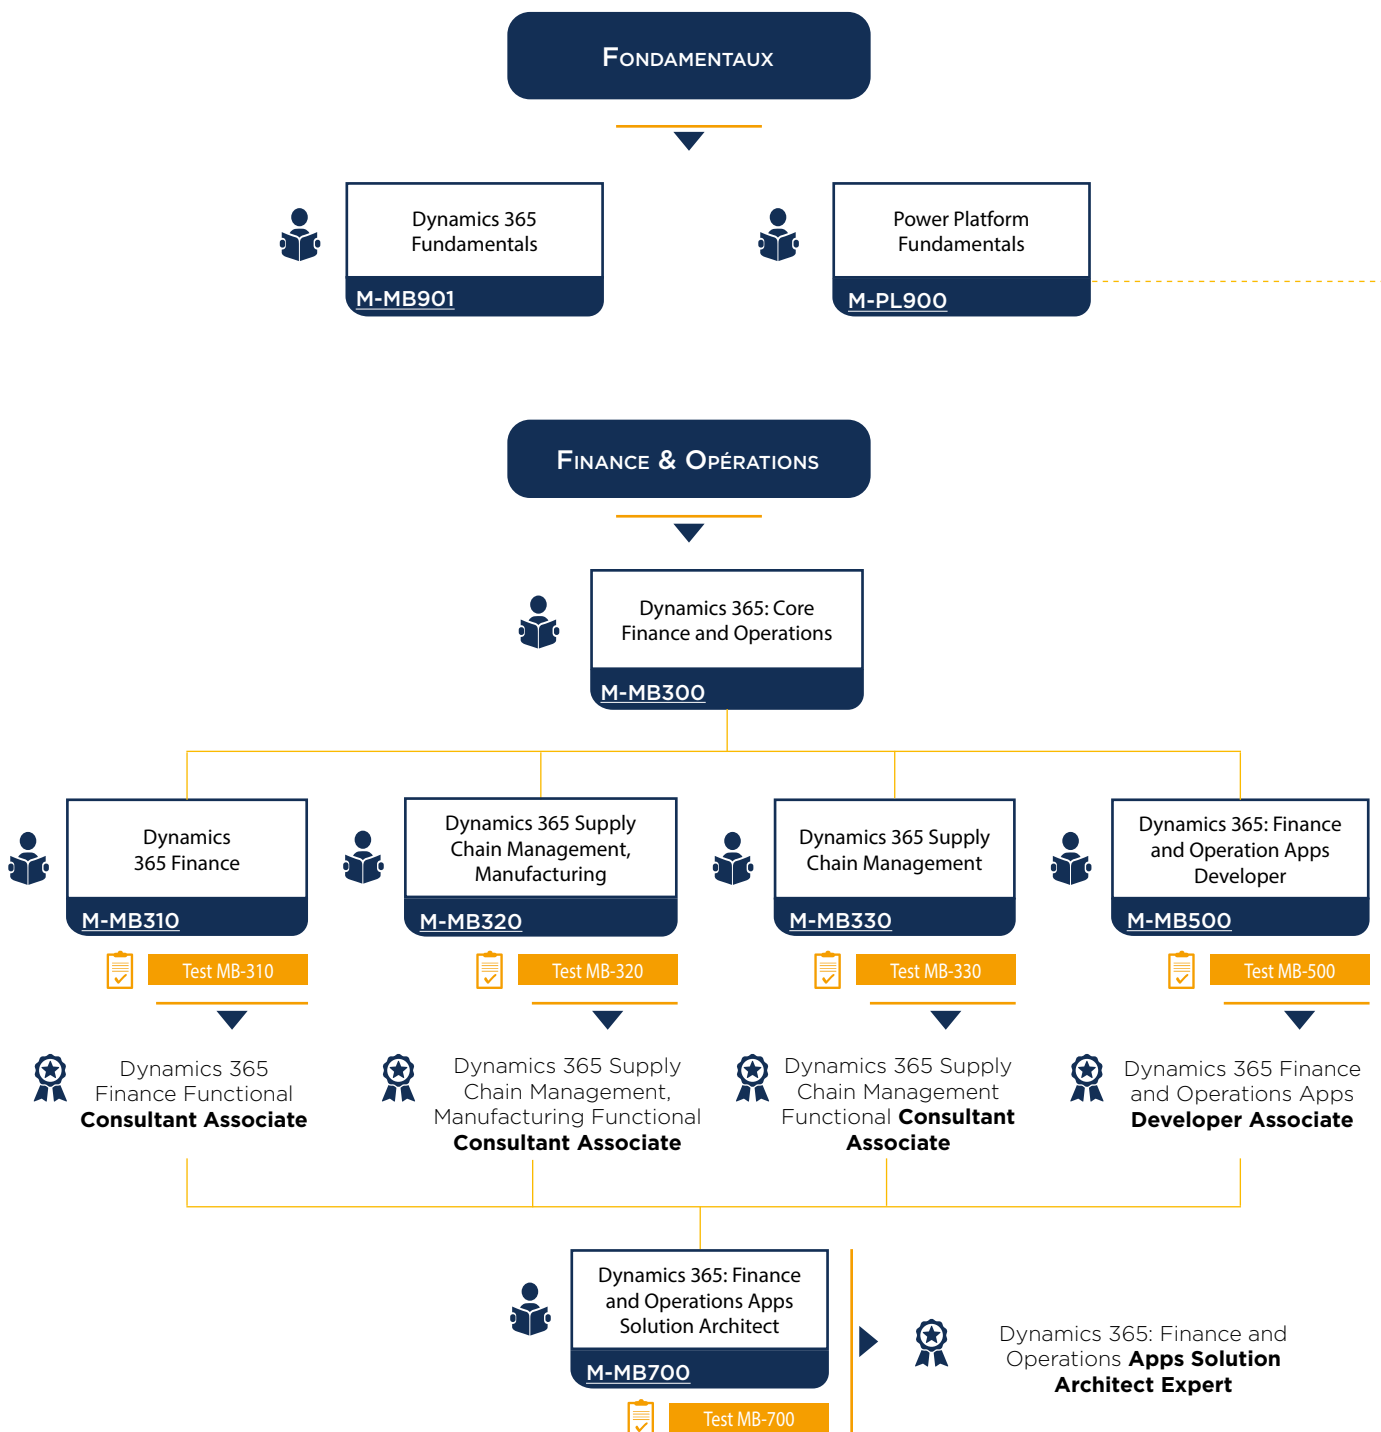 Fondamentaux
Dynamics 365
Fundamentals
M-MB901
Power Platform
Fundamentals
M-PL900
Finance & Opérations
Dynamics 365: Core
Finance and Operations
M-MB300
Dynamics
365 Finance
M-MB310
Dynamics 365 Supply
Chain Management,
Manufacturing
M-MB320
Dynamics 365 Supply
Chain Management
M-MB330
Dynamics 365: Finance
and Operation Apps
Developer
M-MB500
Test MB-310
Test MB-320
Test MB-330
Test MB-500
Dynamics 365
Finance Functional
Consultant Associate
Dynamics 365 Supply
Chain Management,
Manufacturing Functional
Consultant Associate
Dynamics 365 Supply
Chain Management
Functional Consultant
Associate
Dynamics 365 Finance
and Operations Apps
Developer Associate
Dynamics 365: Finance
and Operations Apps
Solution Architect
M-MB700
Test MB-700
Dynamics 365: Finance and
Operations Apps Solution
Architect Expert